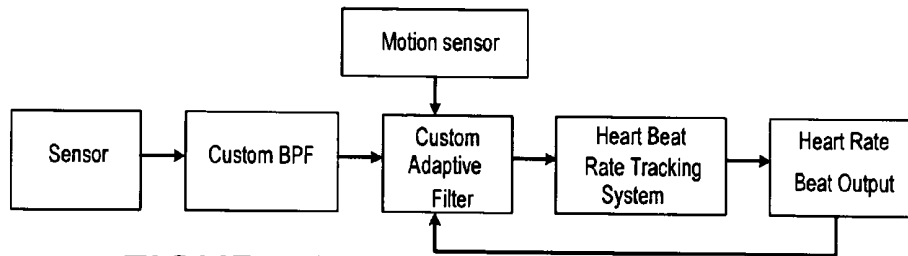 Motion sensor
Sensor
Custom BPF
Custom
Adaptive
Filter
Heart Beat
Rate Tracking
System
Heart Rate
Beat Output